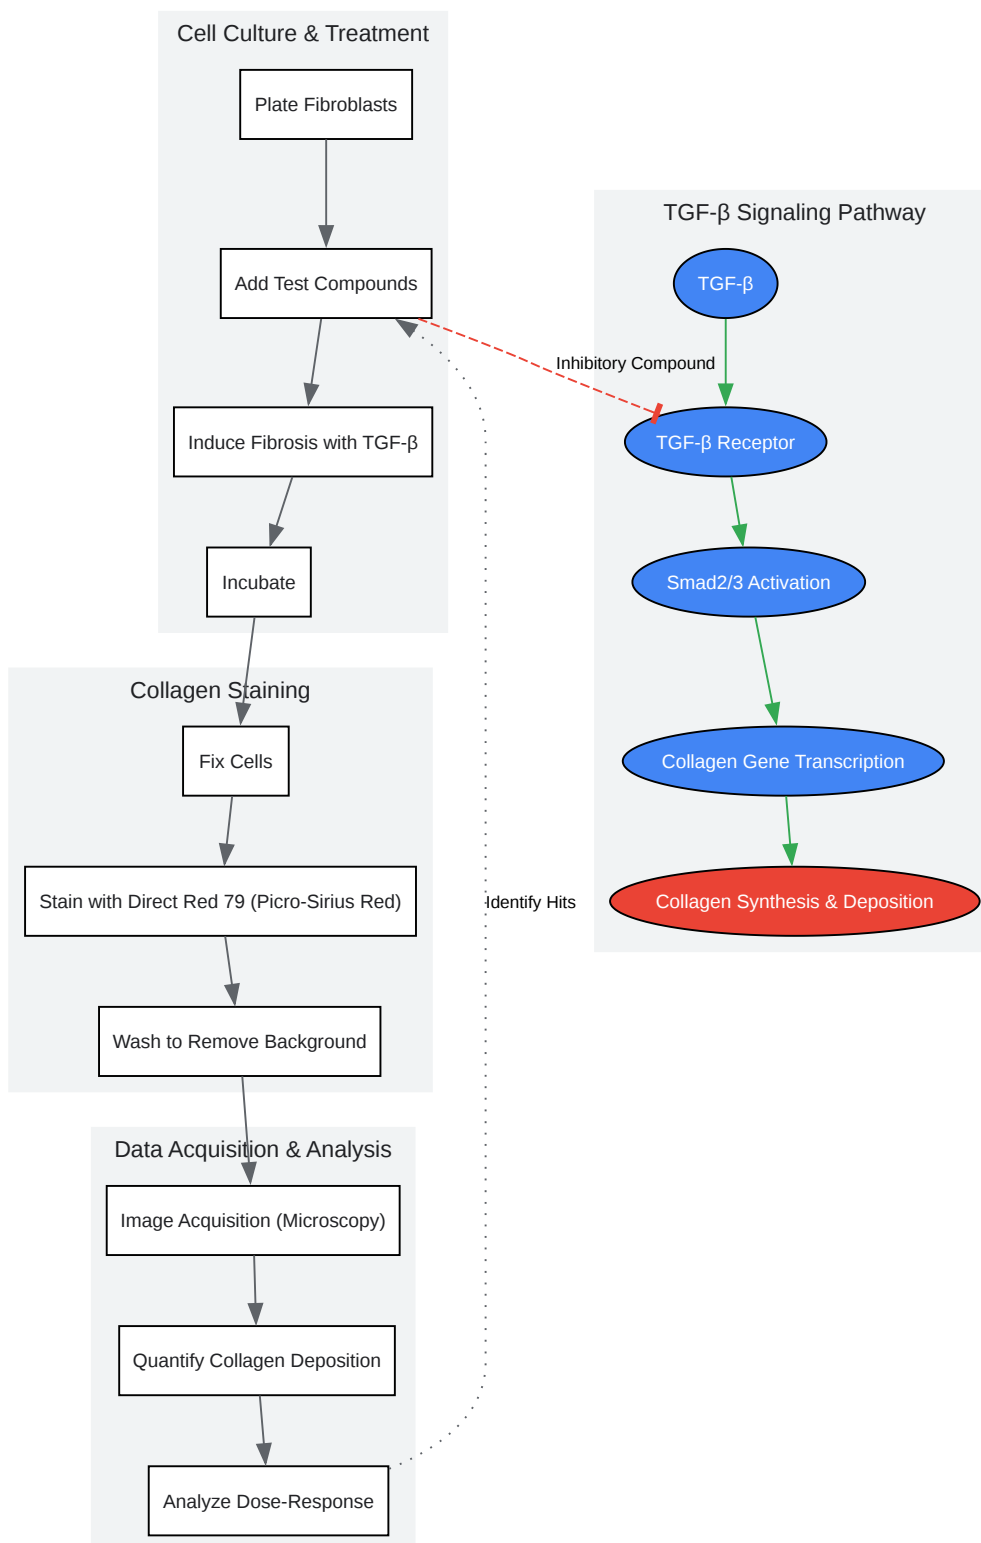 Cell Culture & Treatment
Plate Fibroblasts
Add Test Compounds
Induce Fibrosis with TGF-β
Incubate
Collagen Staining
Fix Cells
Stain with Direct Red 79 (Picro-Sirius Red)
Wash to Remove Background
Data Acquisition & Analysis
Image Acquisition (Microscopy)
Quantify Collagen Deposition
Analyze Dose-Response
Identify Hits
Inhibitory Compound
TGF-β Signaling Pathway
TGF-β
TGF-β Receptor
Smad2/3 Activation
Collagen Gene Transcription
Collagen Synthesis & Deposition